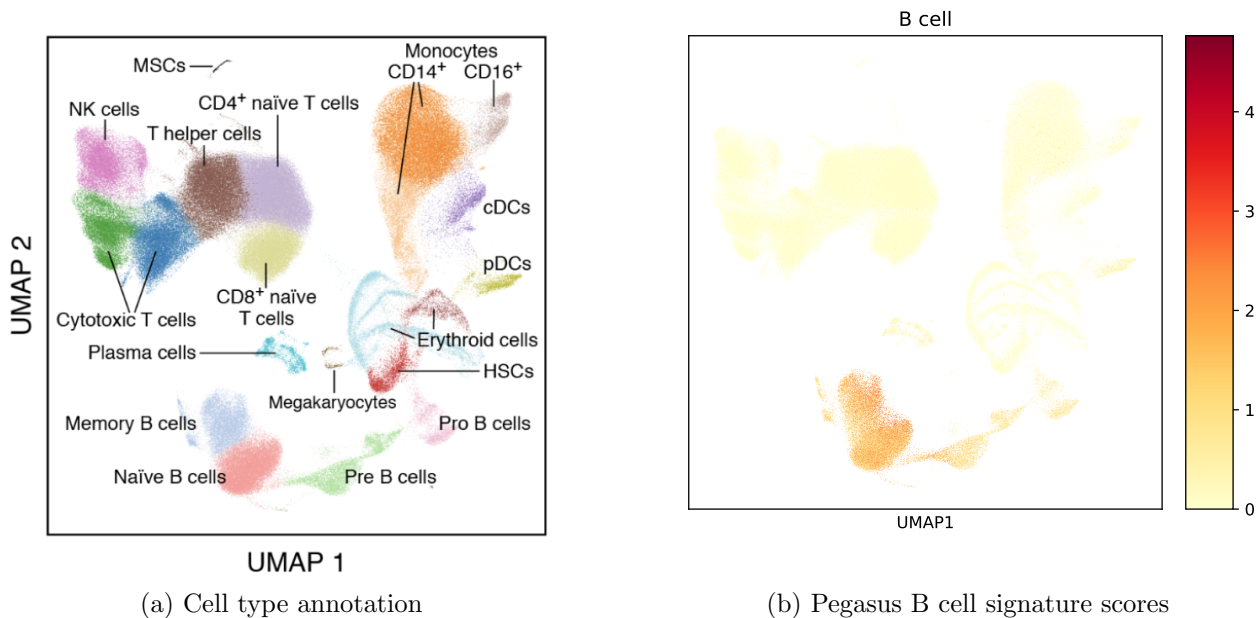 B cell
Monocytes
MSCs
CD14+
CD16+
NK cells
CD4+ naïve T cells
T helper cells
cDCs
pDCs
CD8+ naïve
T cells
Cytotoxic T cells
Erythroid cells
Plasma cells
HSCs
Megakaryocytes
Memory B cells
Pro B cells
Naïve B cells
Pre B cells
UMAP 2
UMAP 1
4
3
2
1
0
UMAP1
(a) Cell type annotation
(b) Pegasus B cell signature scores